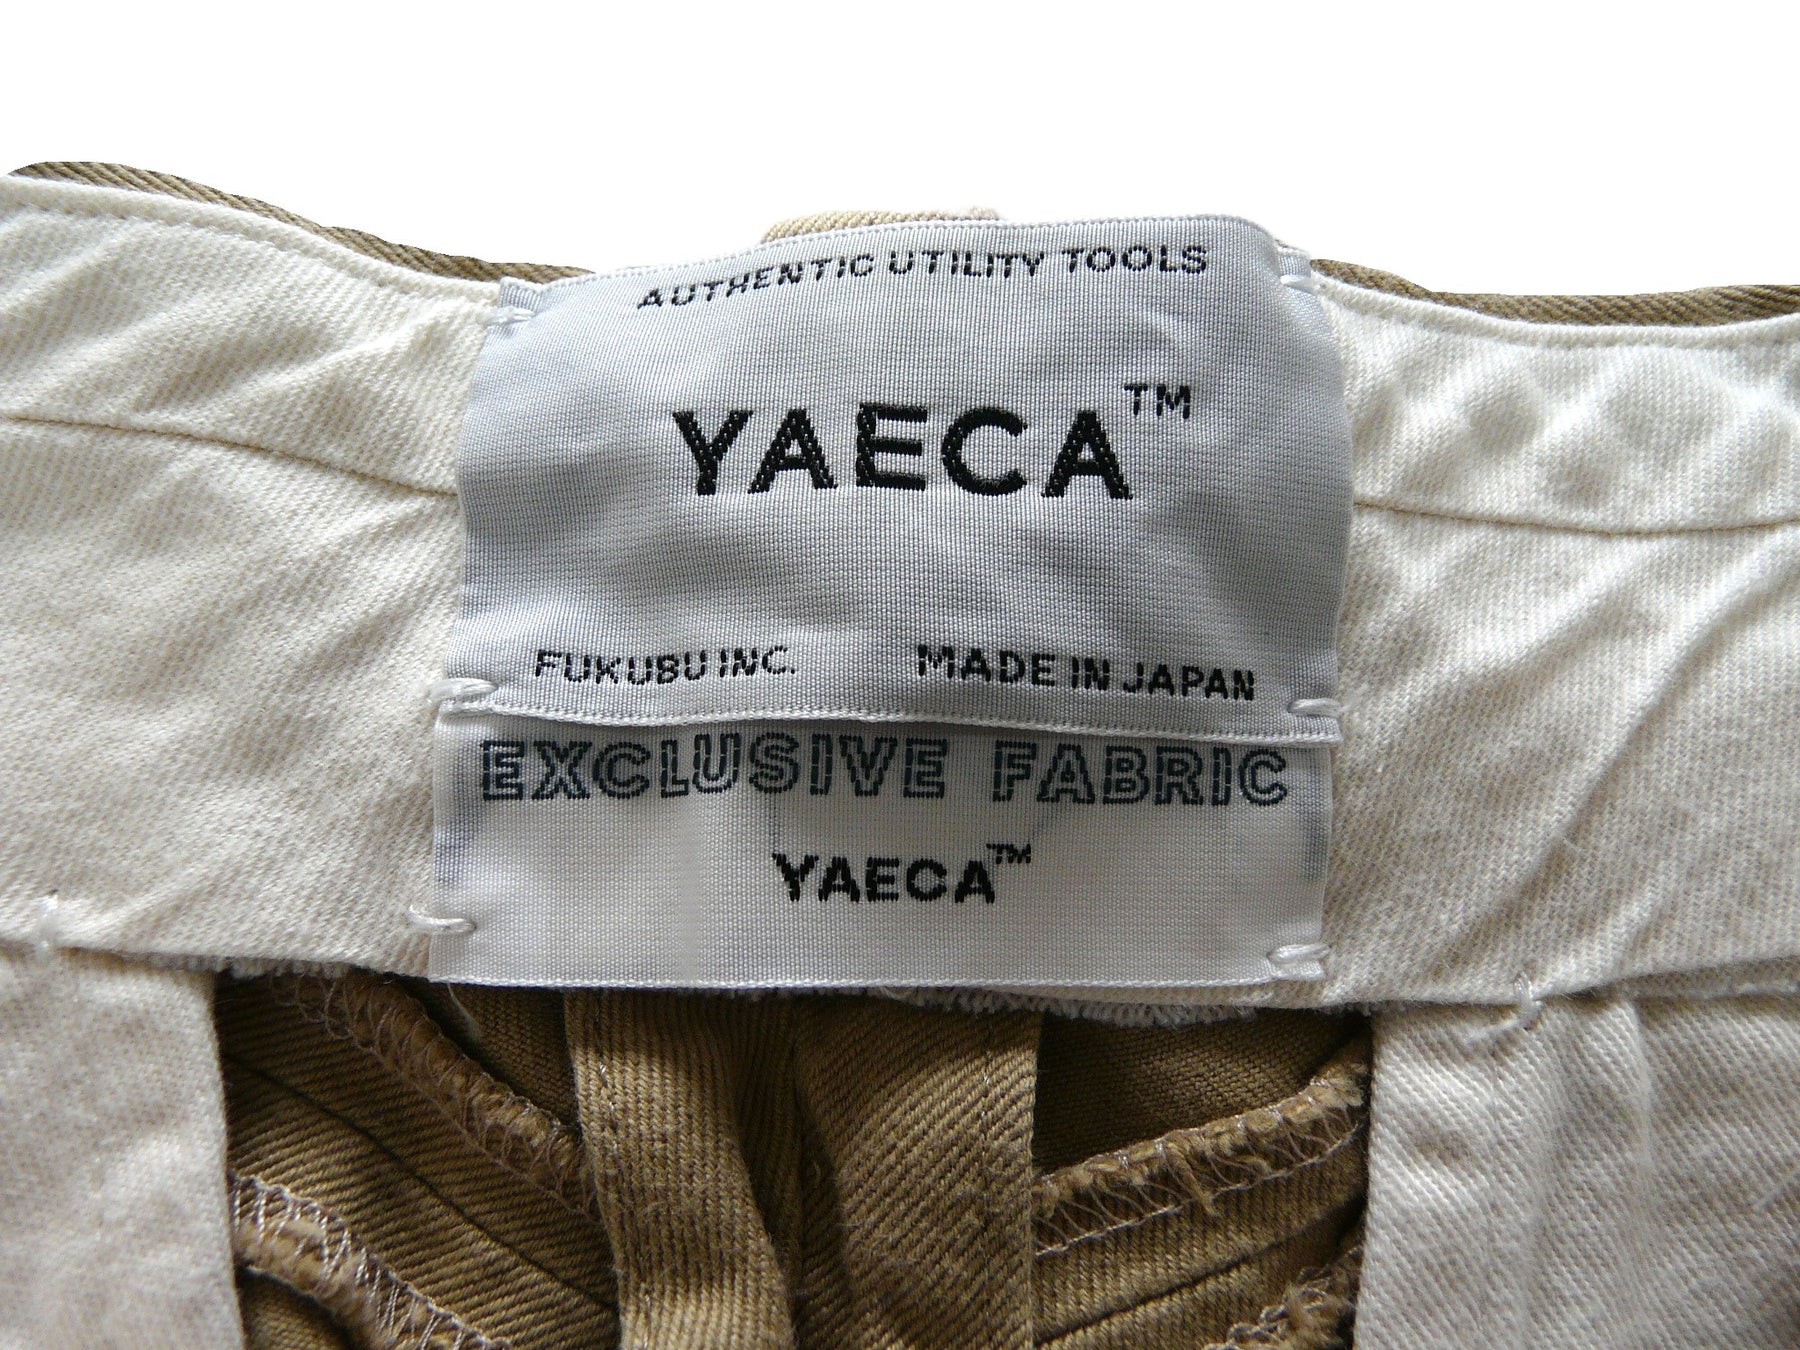 AUTHENTIC UTILITY TOOLS
YAECA™
FUKUBU INC. MADE IN JAPAN
EXCLUSIVE FABRIC
YAECA™